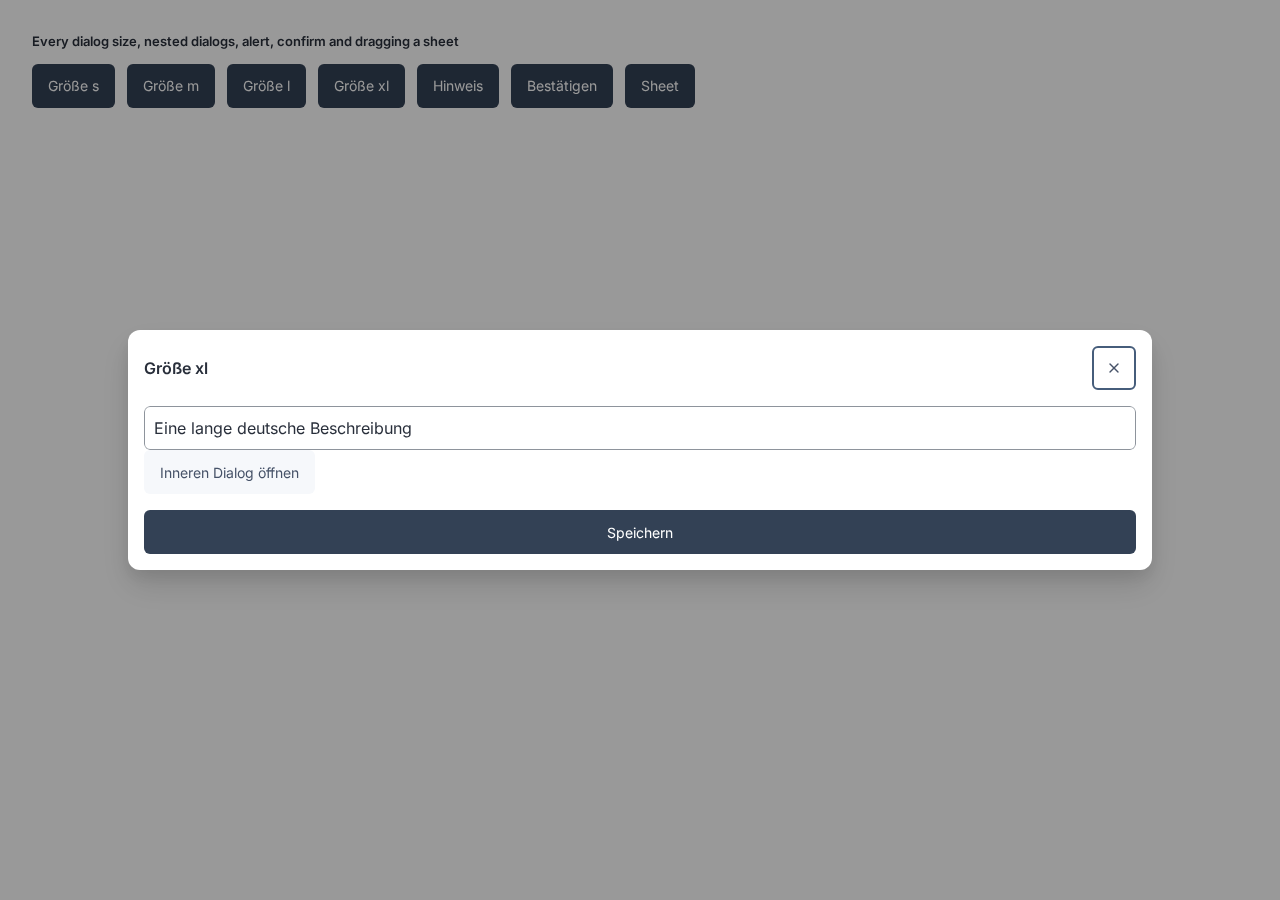 Every dialog size, nested dialogs, alert, confirm and dragging a sheet
Größe s Größe m Größe l Größe xl Hinweis Bestätigen Sheet
Größe xl
Eine lange deutsche Beschreibung
Inneren Dialog öffnen
Speichern